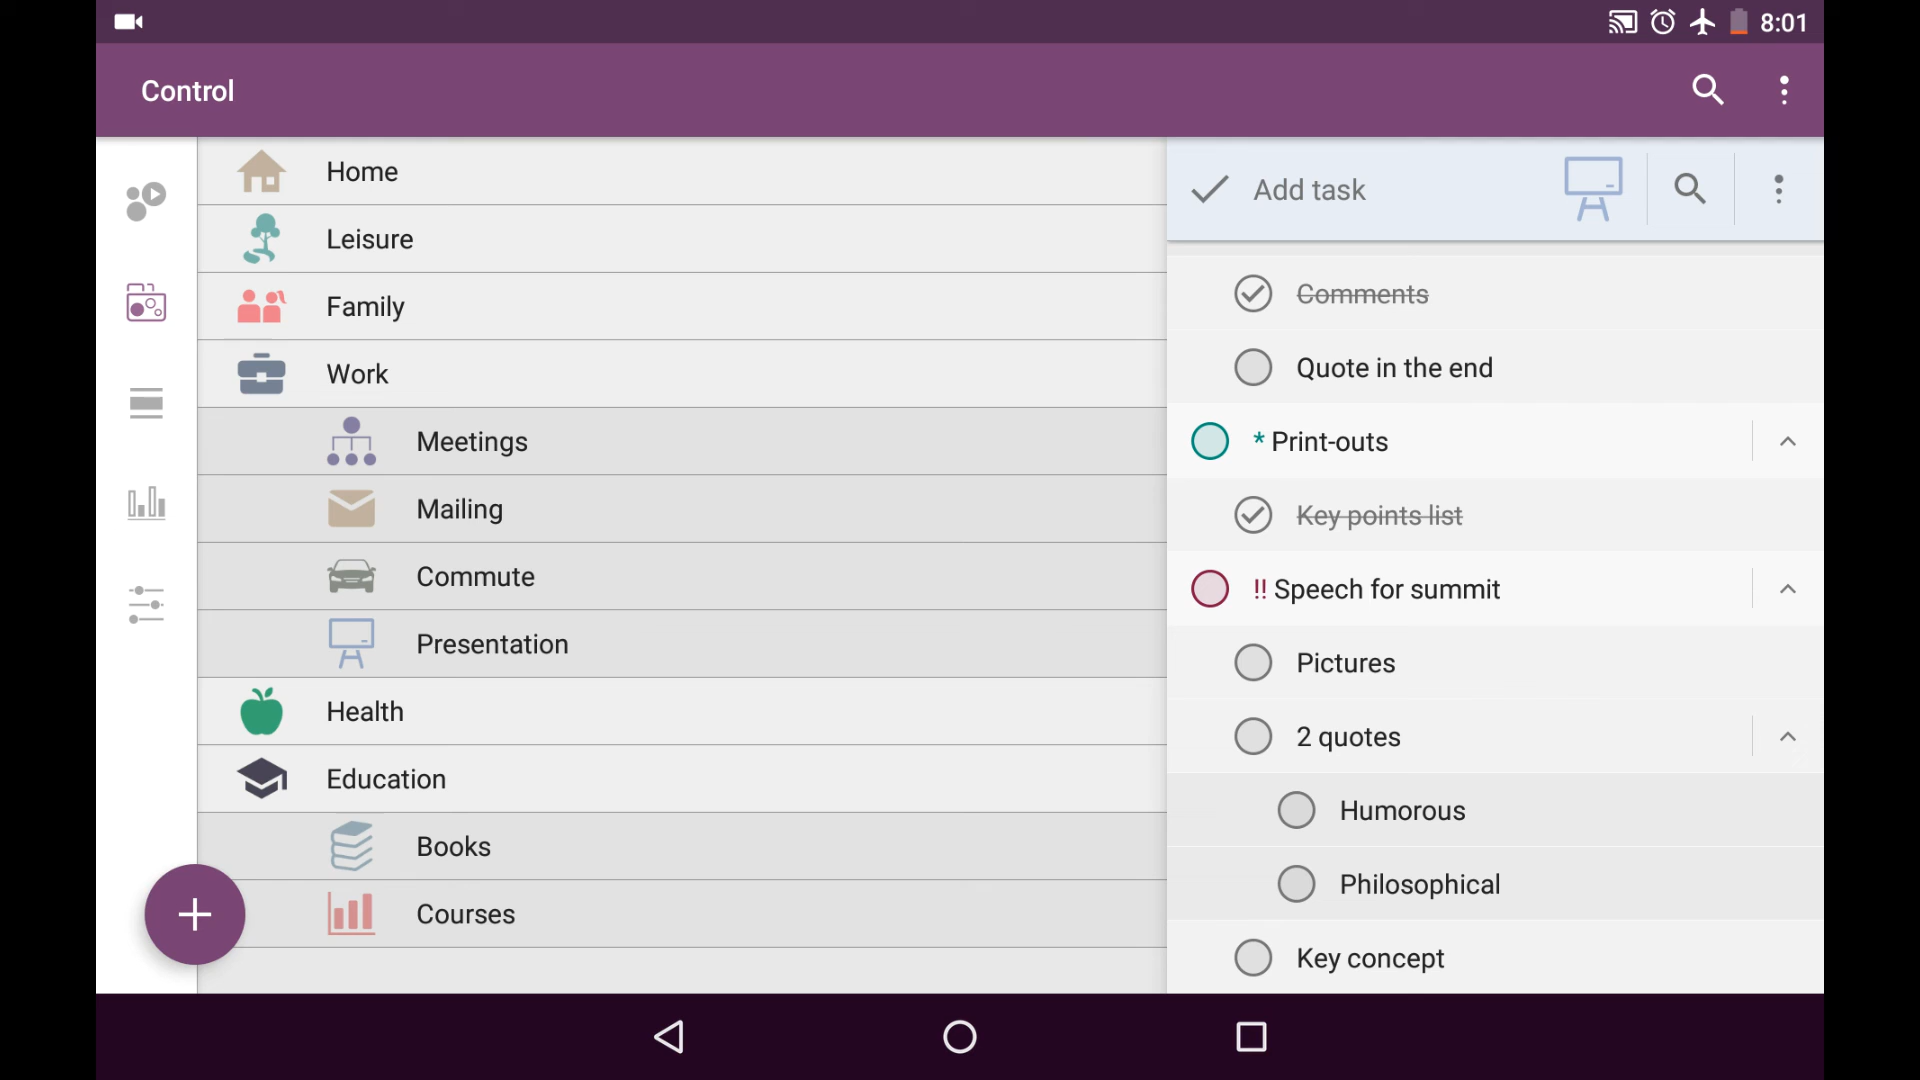 8:01
Control
Home
Leisure
Family
Work
Meetings
Mailing
Commute
Presentation
Health
Education
Books
Courses
Add task
Comments
Quote in the end
* Print-outs
Key points list
!! Speech for summit
Pictures
2 quotes
Humorous
Philosophical
Key concept